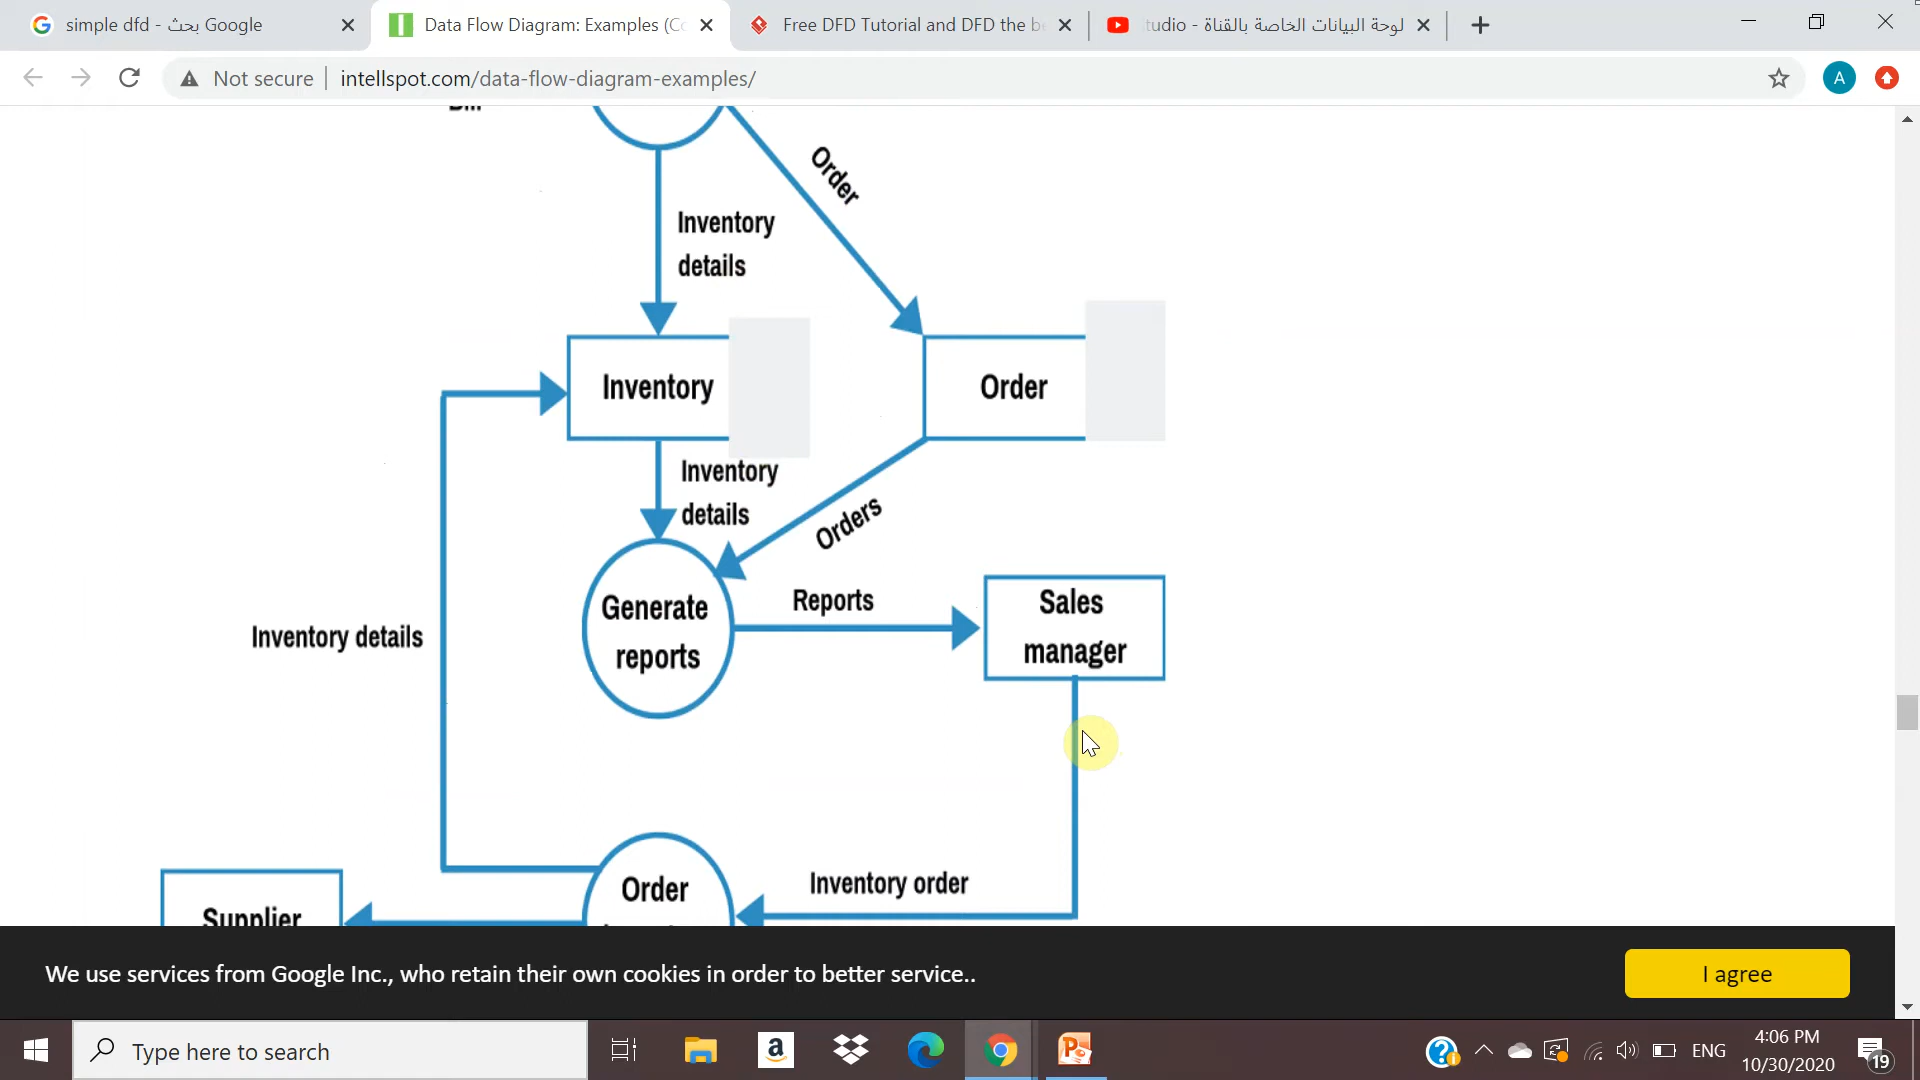 simple dfd - بحث Google
Data Flow Diagram: Examples (Co
Free DFD Tutorial and DFD the be
لوحة البيانات الخاصة بالقناة - tudio
Not secure
intellspot.com/data-flow-diagram-examples/
A
Bill
Order
Inventory
details
Inventory
Order
Inventory
details
Orders
Generate
reports
Reports
Sales
manager
Inventory details
Inventory order
Order
Supplier
We use services from Google Inc., who retain their own cookies in order to better service..
I agree
Type here to search
ENG
4:06 PM
10/30/2020
19